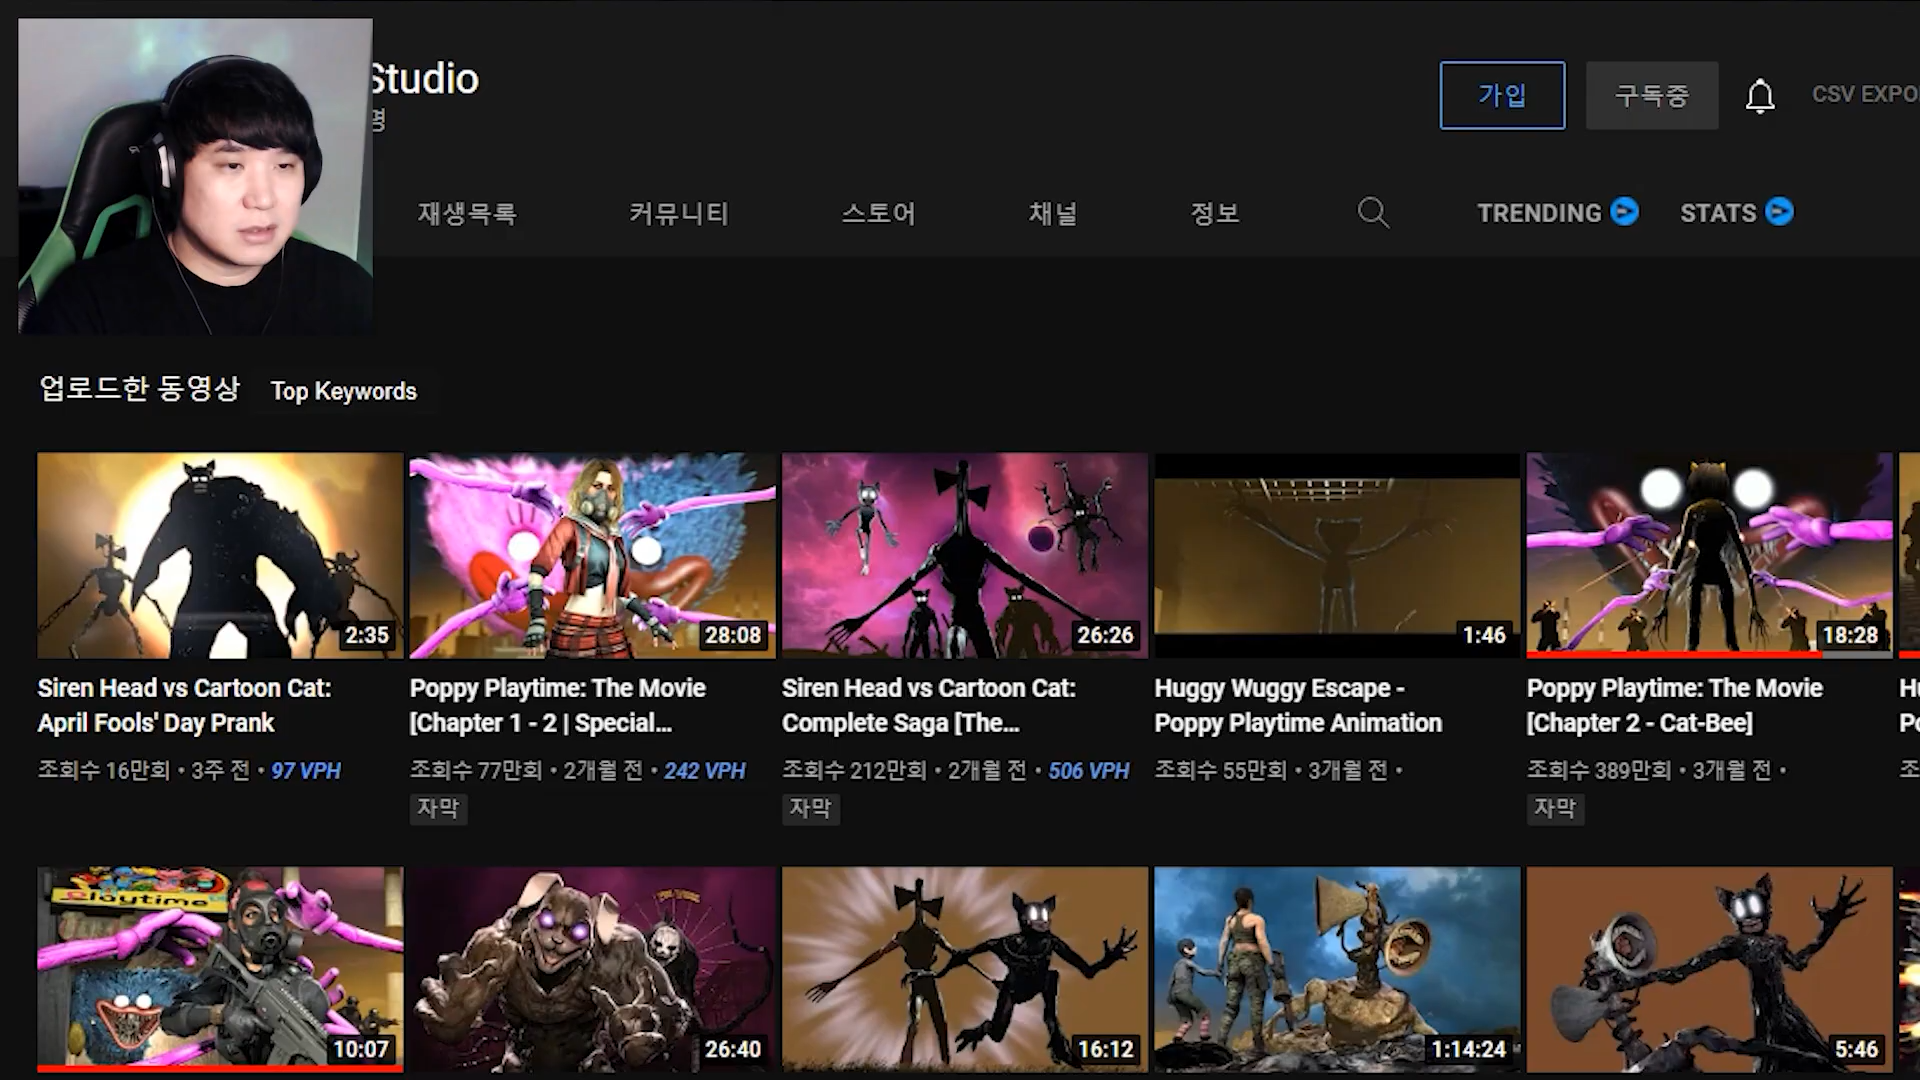 Studio
명
가입
구독중
CSV EXPO
재생목록
커뮤니티
스토어
채널
정보
TRENDING
STATS
업로드한 동영상
Top Keywords
2:35
28:08
26:26
1:46
18:28
Siren Head vs Cartoon Cat:
April Fools' Day Prank
조회수 16만회 • 3주 전 • 97 VPH
Poppy Playtime: The Movie
[Chapter 1 - 2 | Special...
조회수 77만회 • 2개월 전 • 242 VPH
자막
Siren Head vs Cartoon Cat:
Complete Saga [The...
조회수 212만회 • 2개월 전 • 506 VPH
자막
Huggy Wuggy Escape -
Poppy Playtime Animation
조회수 55만회 • 3개월 전 •
Poppy Playtime: The Movie
[Chapter 2 - Cat-Bee]
조회수 389만회 • 3개월 전 •
자막
Playtime
10:07
26:40
16:12
1:14:24
5:46